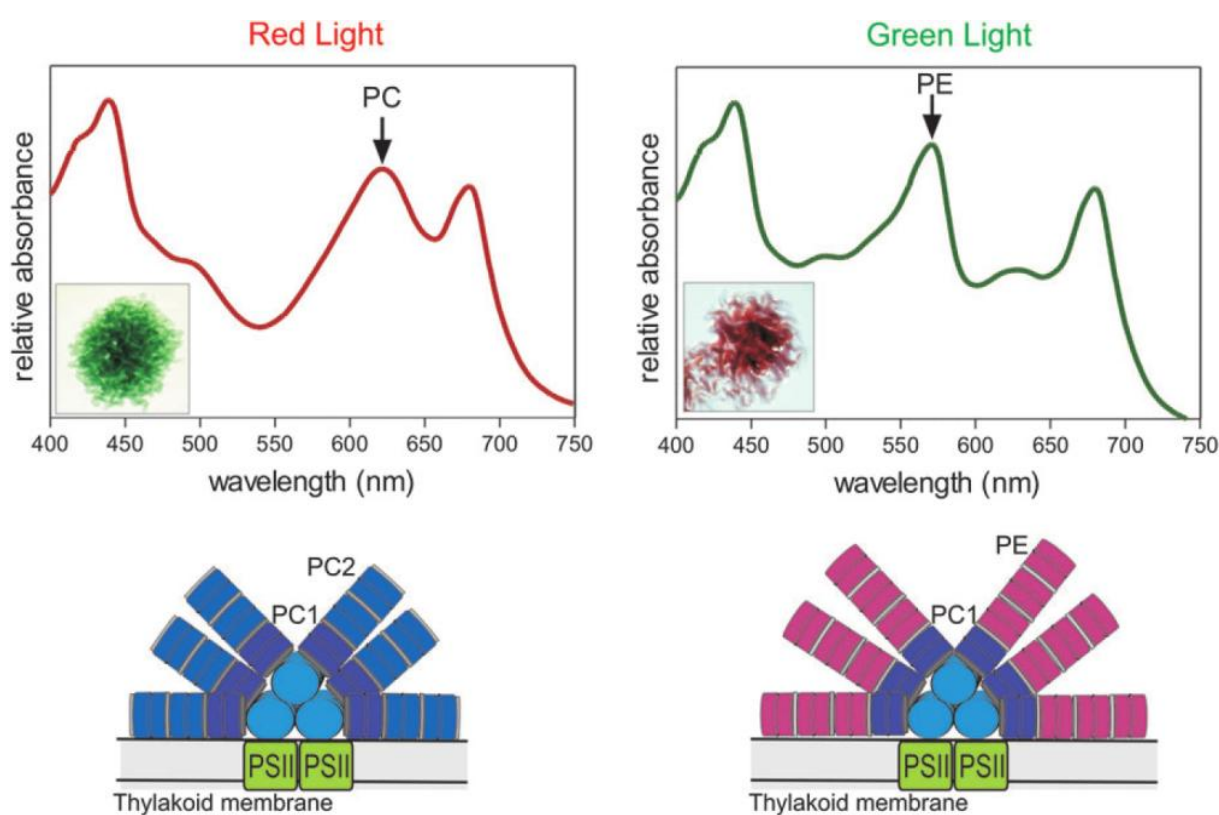 Red Light
PC
relative absorbance
400 450 500 550 600 650 700 750
wavelength (nm)
Green Light
PE
relative absorbance
400 450 500 550 600 650 700 750
wavelength (nm)
PC2
PC1
PSII PSII
Thylakoid membrane
PE
PC1
PSII PSII
Thylakoid membrane